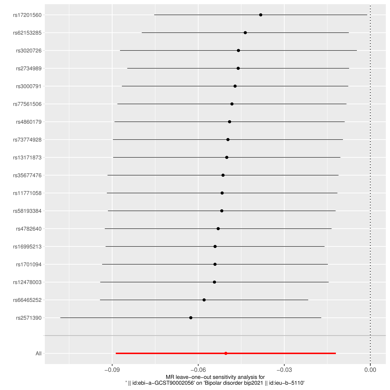 rs17201560
rs62153285
rs3020726
rs2734989
rs3000791
rs77561506
rs4860179
rs73774928
rs13171873
rs35677476
rs11771058
rs58193384
rs4782640
rs16995213
rs1701094
rs12478003
rs66465252
rs2571390
All
−0.09
−0.06
−0.03
0.00
MR leave−one−out sensitivity analysis for
' || id:ebi−a−GCST90002056' on 'Bipolar disorder bip2021 || id:ieu−b−5110'